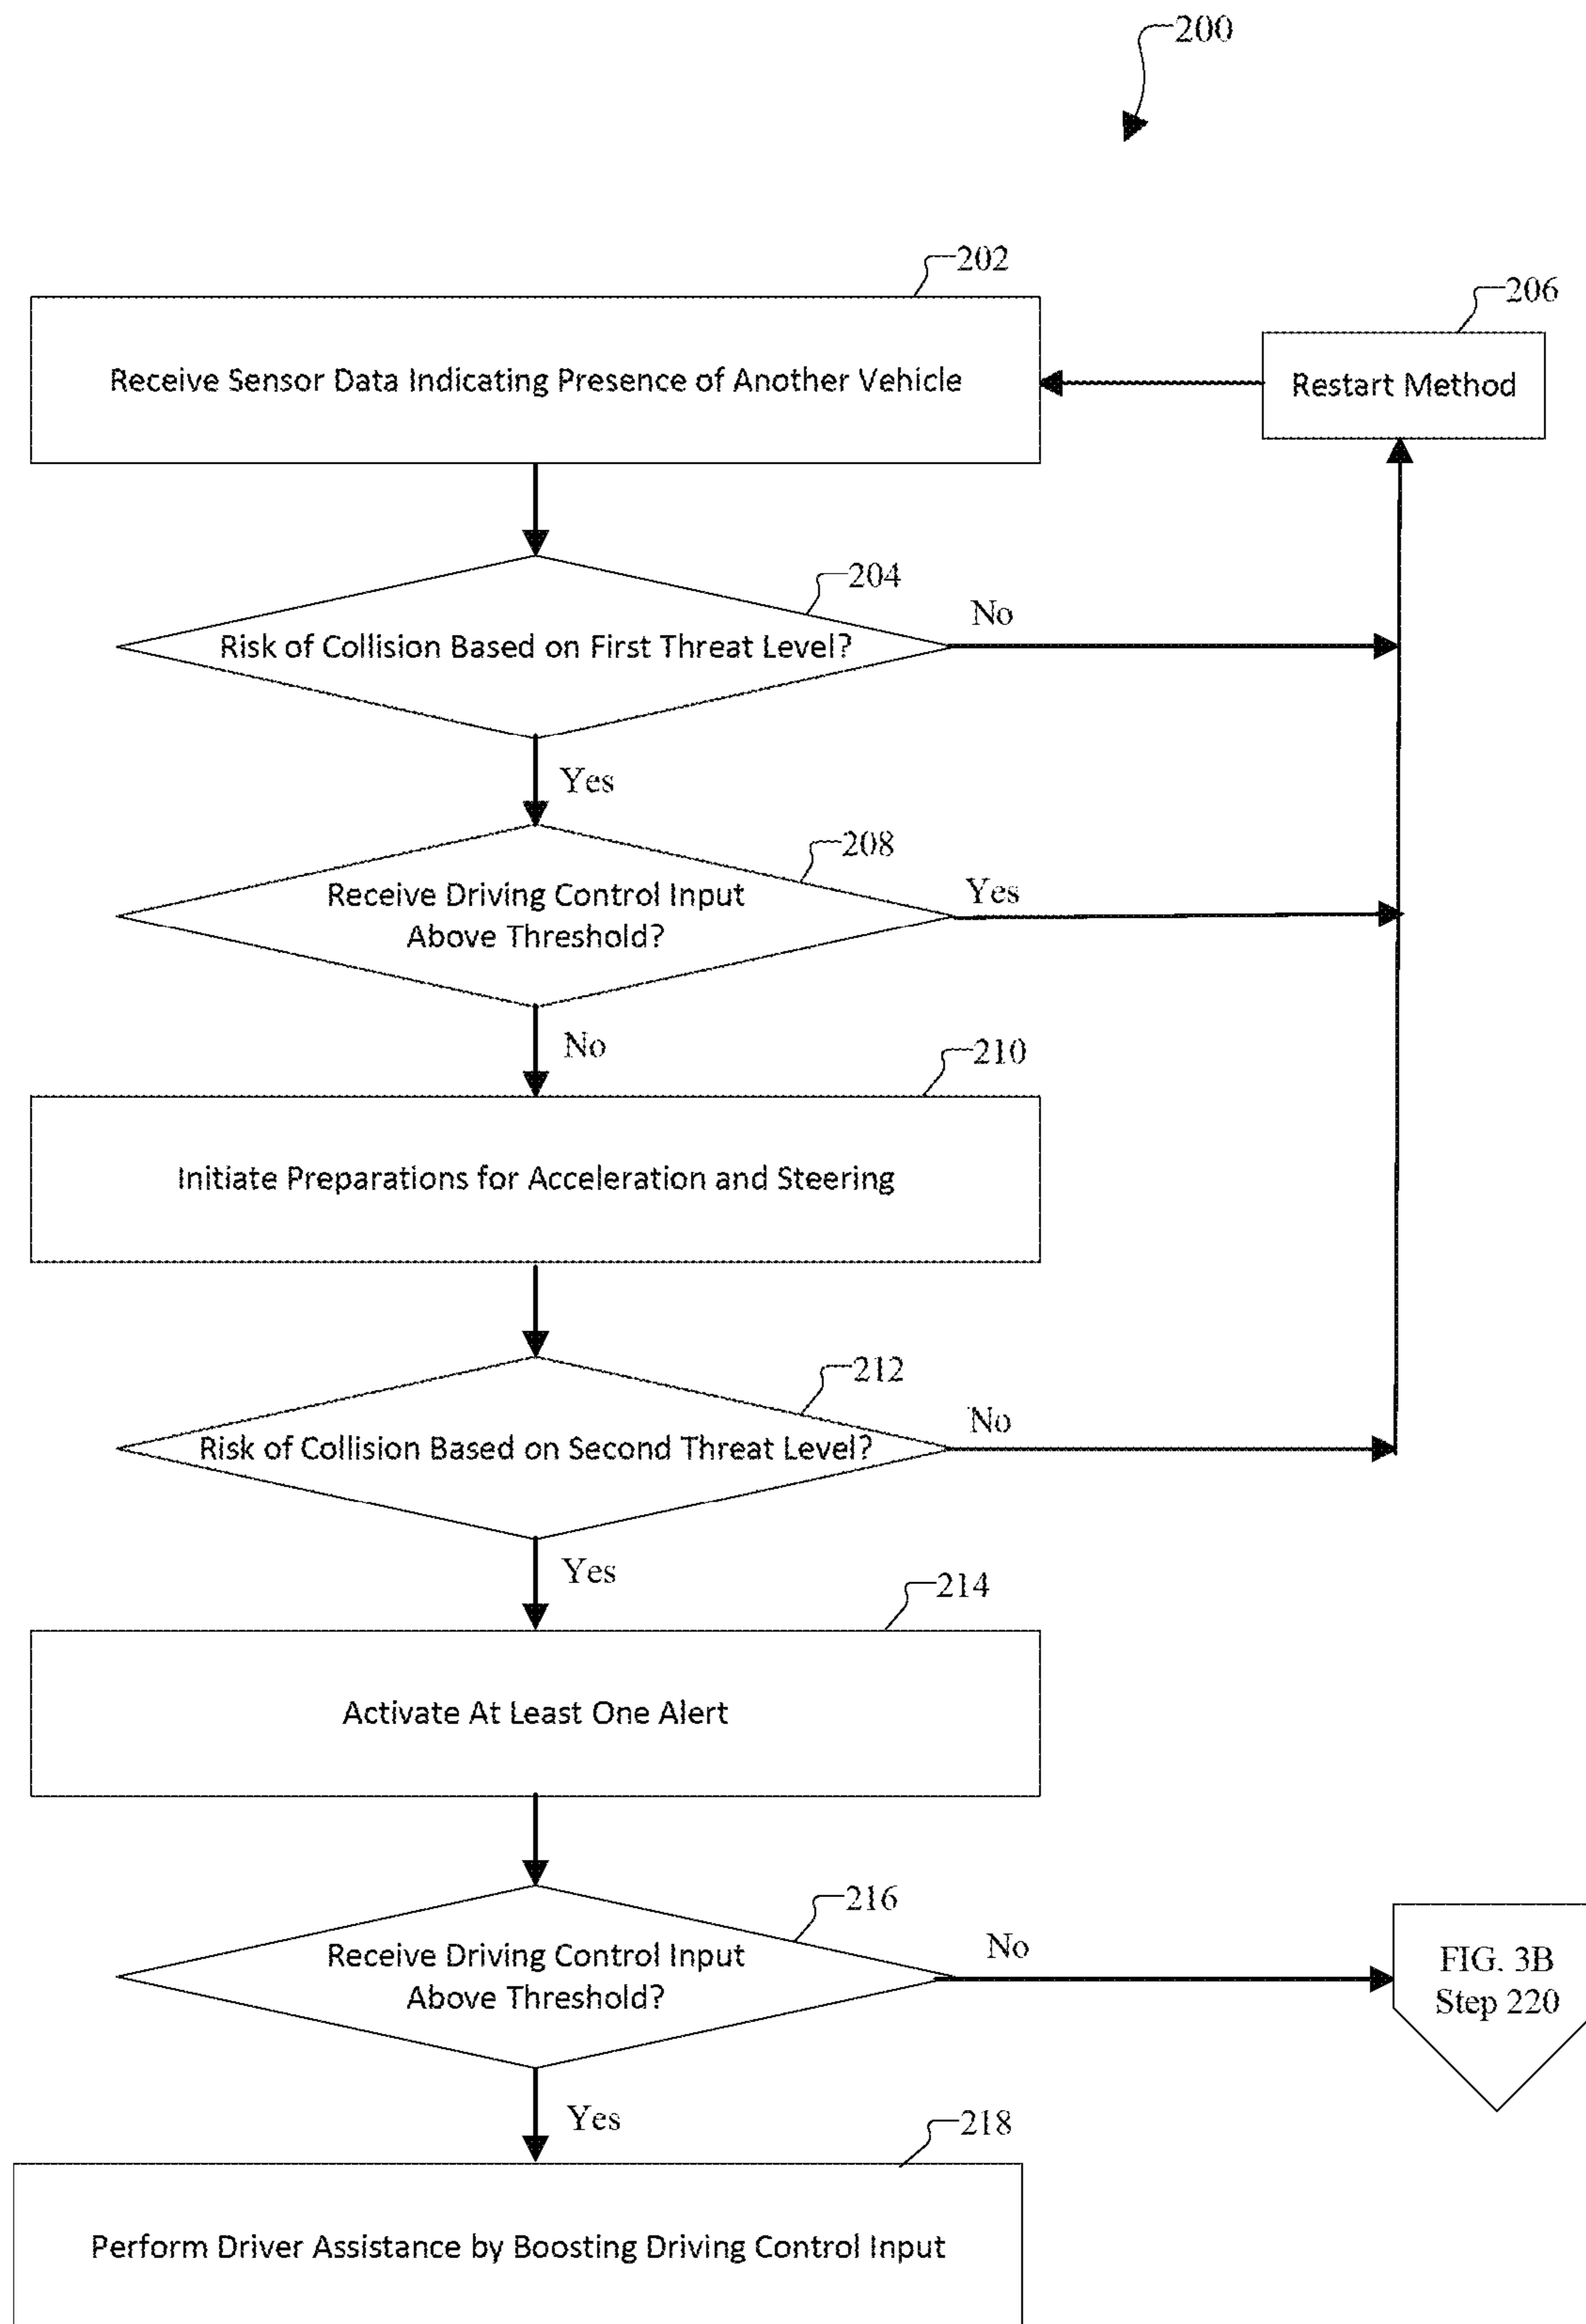 200
202
206
Receive Sensor Data Indicating Presence of Another Vehicle
Restart Method
204
No
Risk of Collision Based on First Threat Level?
Yes
208
Yes
Receive Driving Control Input
Above Threshold?
No
210
Initiate Preparations for Acceleration and Steering
212
No
Risk of Collision Based on Second Threat Level?
Yes
214
Activate At Least One Alert
216
No
Receive Driving Control Input
Above Threshold?
FIG. 3B
Step 220
Yes
218
Perform Driver Assistance by Boosting Driving Control Input